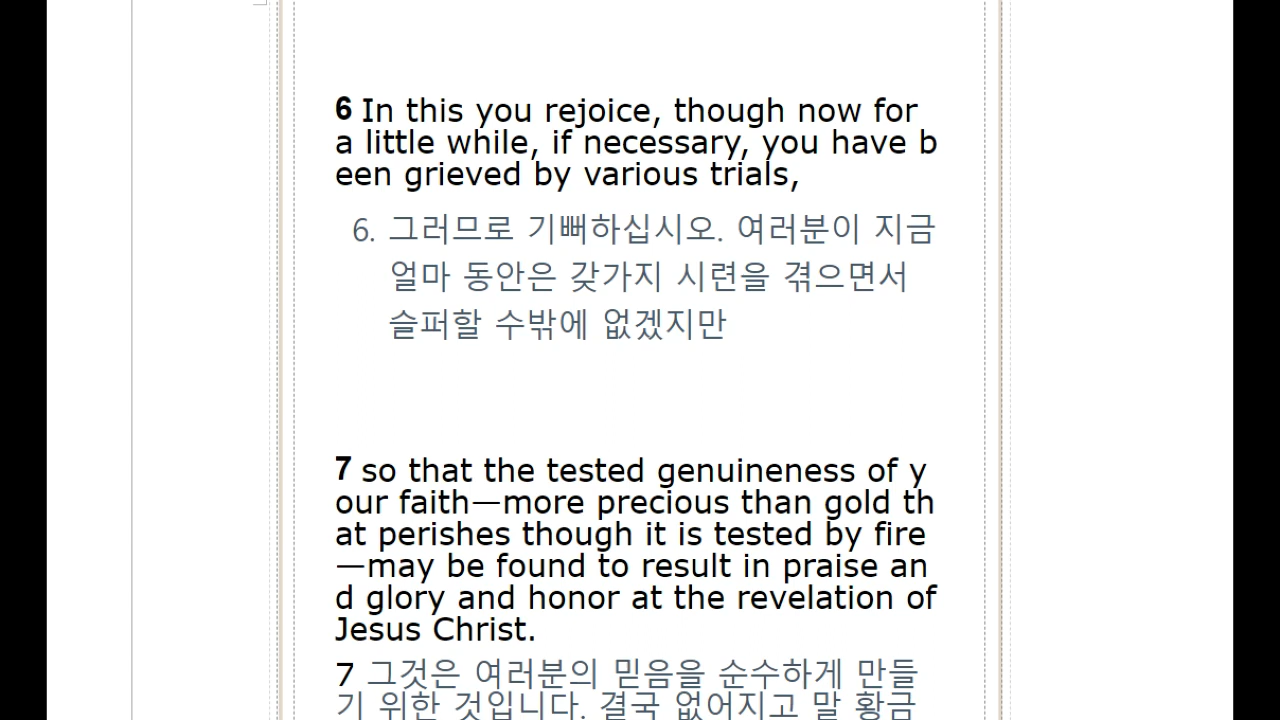 6 In this you rejoice, though now for
a little while, if necessary, you have b
een grieved by various trials,
6. 그러므로 기뻐하십시오. 여러분이 지금
얼마 동안은 갖가지 시련을 겪으면서
슬퍼할 수밖에 없겠지만
7 so that the tested genuineness of y
our faith—more precious than gold th
at perishes though it is tested by fire
—may be found to result in praise an
d glory and honor at the revelation of
Jesus Christ.
7 그것은 여러분의 믿음을 순수하게 만들
기 위한 것입니다. 결국 없어지고 말 황금